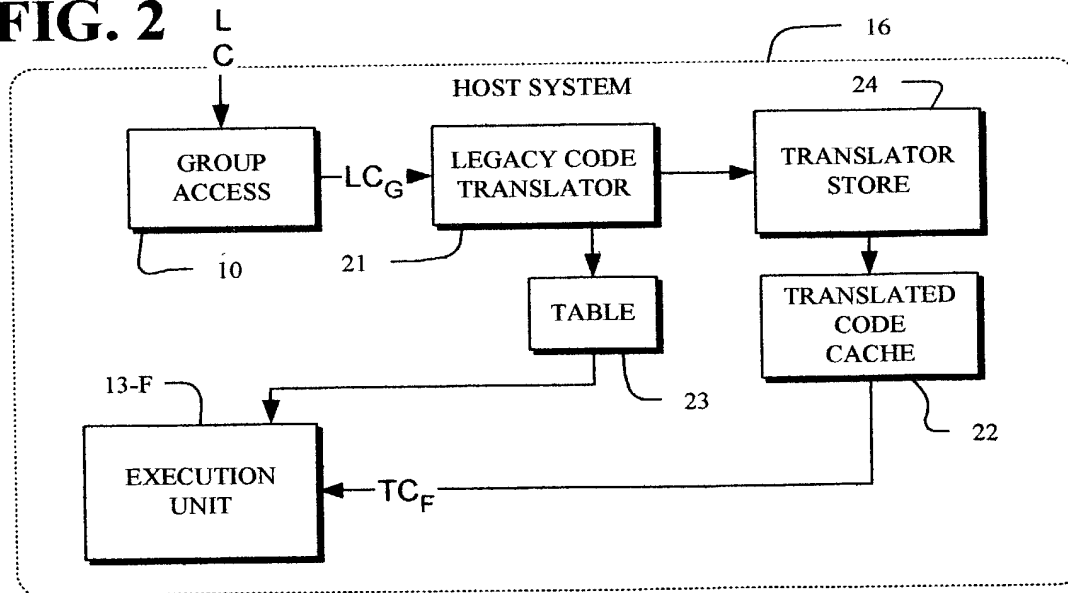 FIG. 2
L
C
16
HOST SYSTEM
24
GROUP
ACCESS
LCG
LEGACY CODE
TRANSLATOR
TRANSLATOR
STORE
10
21
TABLE
TRANSLATED
CODE
CACHE
13-F
23
22
EXECUTION
UNIT
TCF